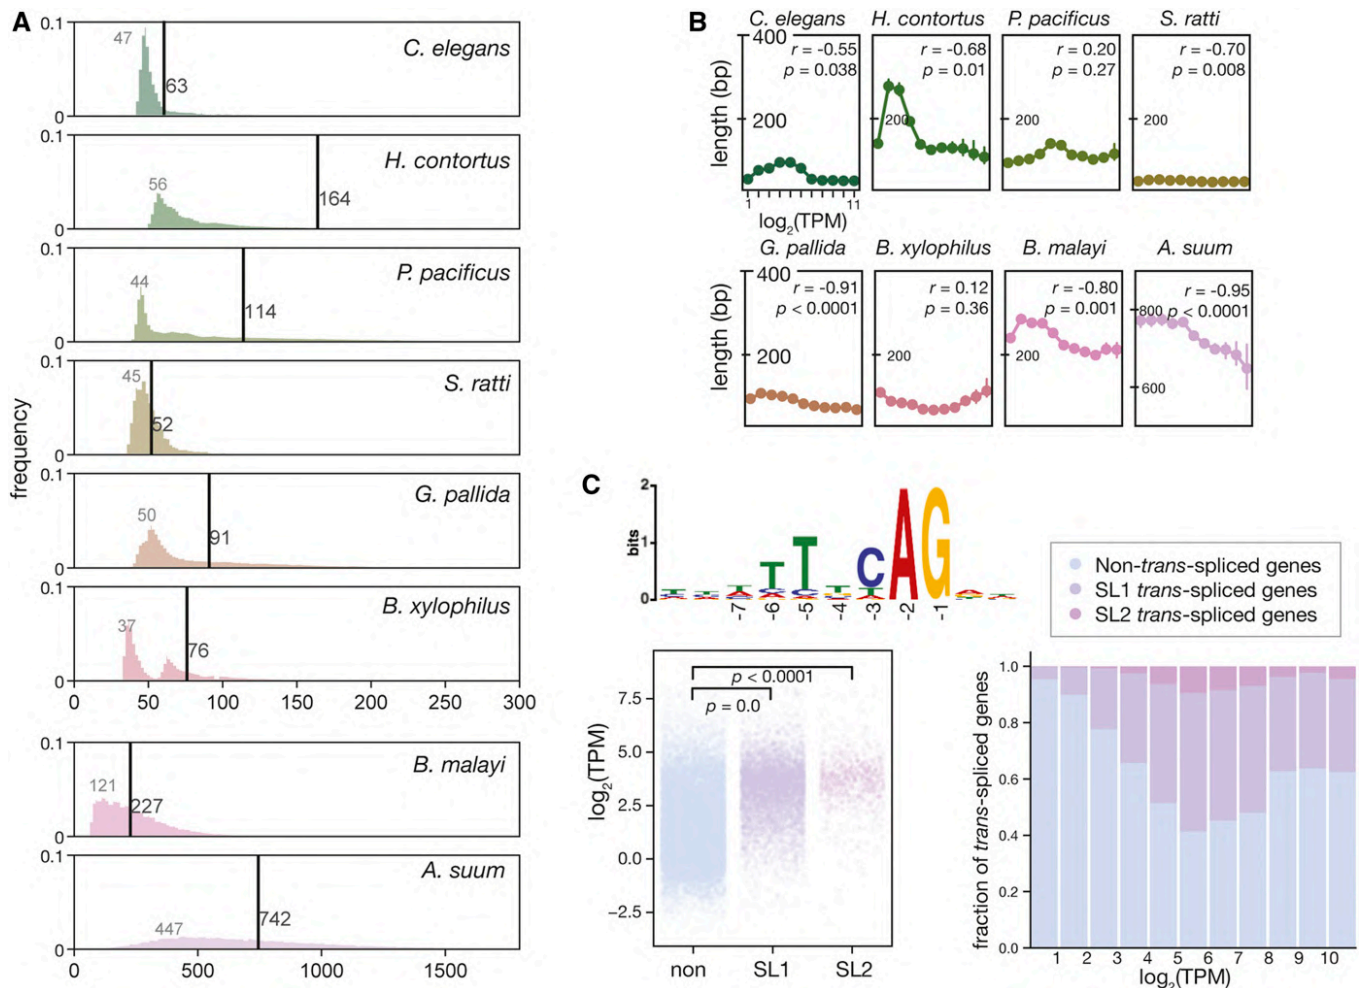 A
0.1
47
C. elegans
63
0
0.1
H. contortus
56
164
0
0.1
P. pacificus
44
114
0
0.1
S. ratti
45
52
0
frequency
0.1
G. pallida
50
91
0
0.1
B. xylophilus
37
76
0
0 50 100 150 200 250 300
0.1
B. malayi
121
227
0
0.1
A. suum
447
742
0
0 500 1000 1500
B
C. elegans
400
r = -0.55
p = 0.038
200
length (bp)
1 11
log2(TPM)
H. contortus
r = -0.68
p = 0.01
200
P. pacificus
r = 0.20
p = 0.27
200
S. ratti
r = -0.70
p = 0.008
200
G. pallida
400
r = -0.91
p < 0.0001
200
length (bp)
B. xylophilus
r = 0.12
p = 0.36
200
B. malayi
r = -0.80
p = 0.001
200
A. suum
r = -0.95
800
p < 0.0001
600
C
2
bits
1
0
T T C A G
-7 -6 -5 -4 -3 -2 -1
Non-trans-spliced genes
SL1 trans-spliced genes
SL2 trans-spliced genes
p < 0.0001
p = 0.0
log2(TPM)
7.5
5.0
2.5
0.0
−2.5
non SL1 SL2
fraction of trans-spliced genes
1.0
0.8
0.6
0.4
0.2
0.0
1 2 3 4 5 6 7 8 9 10
log2(TPM)